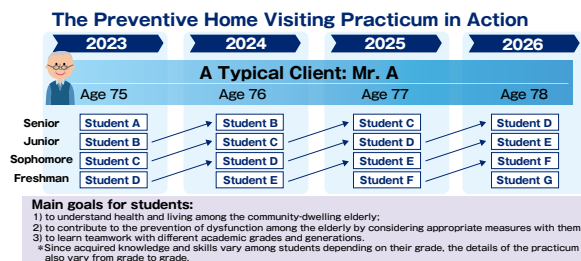 The Preventive Home Visiting Practicum in Action
2023 2024 2025 2026
A Typical Client: Mr. A
Age 75 Age 76 Age 77 Age 78
Senior Student A Student B Student C Student D
Junior Student B Student C Student D Student E
Sophomore Student C Student D Student E Student F
Freshman Student D Student E Student F Student G
Main goals for students:
1) to understand health and living among the community-dwelling elderly;
2) to contribute to the prevention of dysfunction among the elderly by considering appropriate measures with them
3) to learn teamwork with different academic grades and generations.
*Since acquired knowledge and skills vary among students depending on their grade, the details of the practicum
also vary from grade to grade.